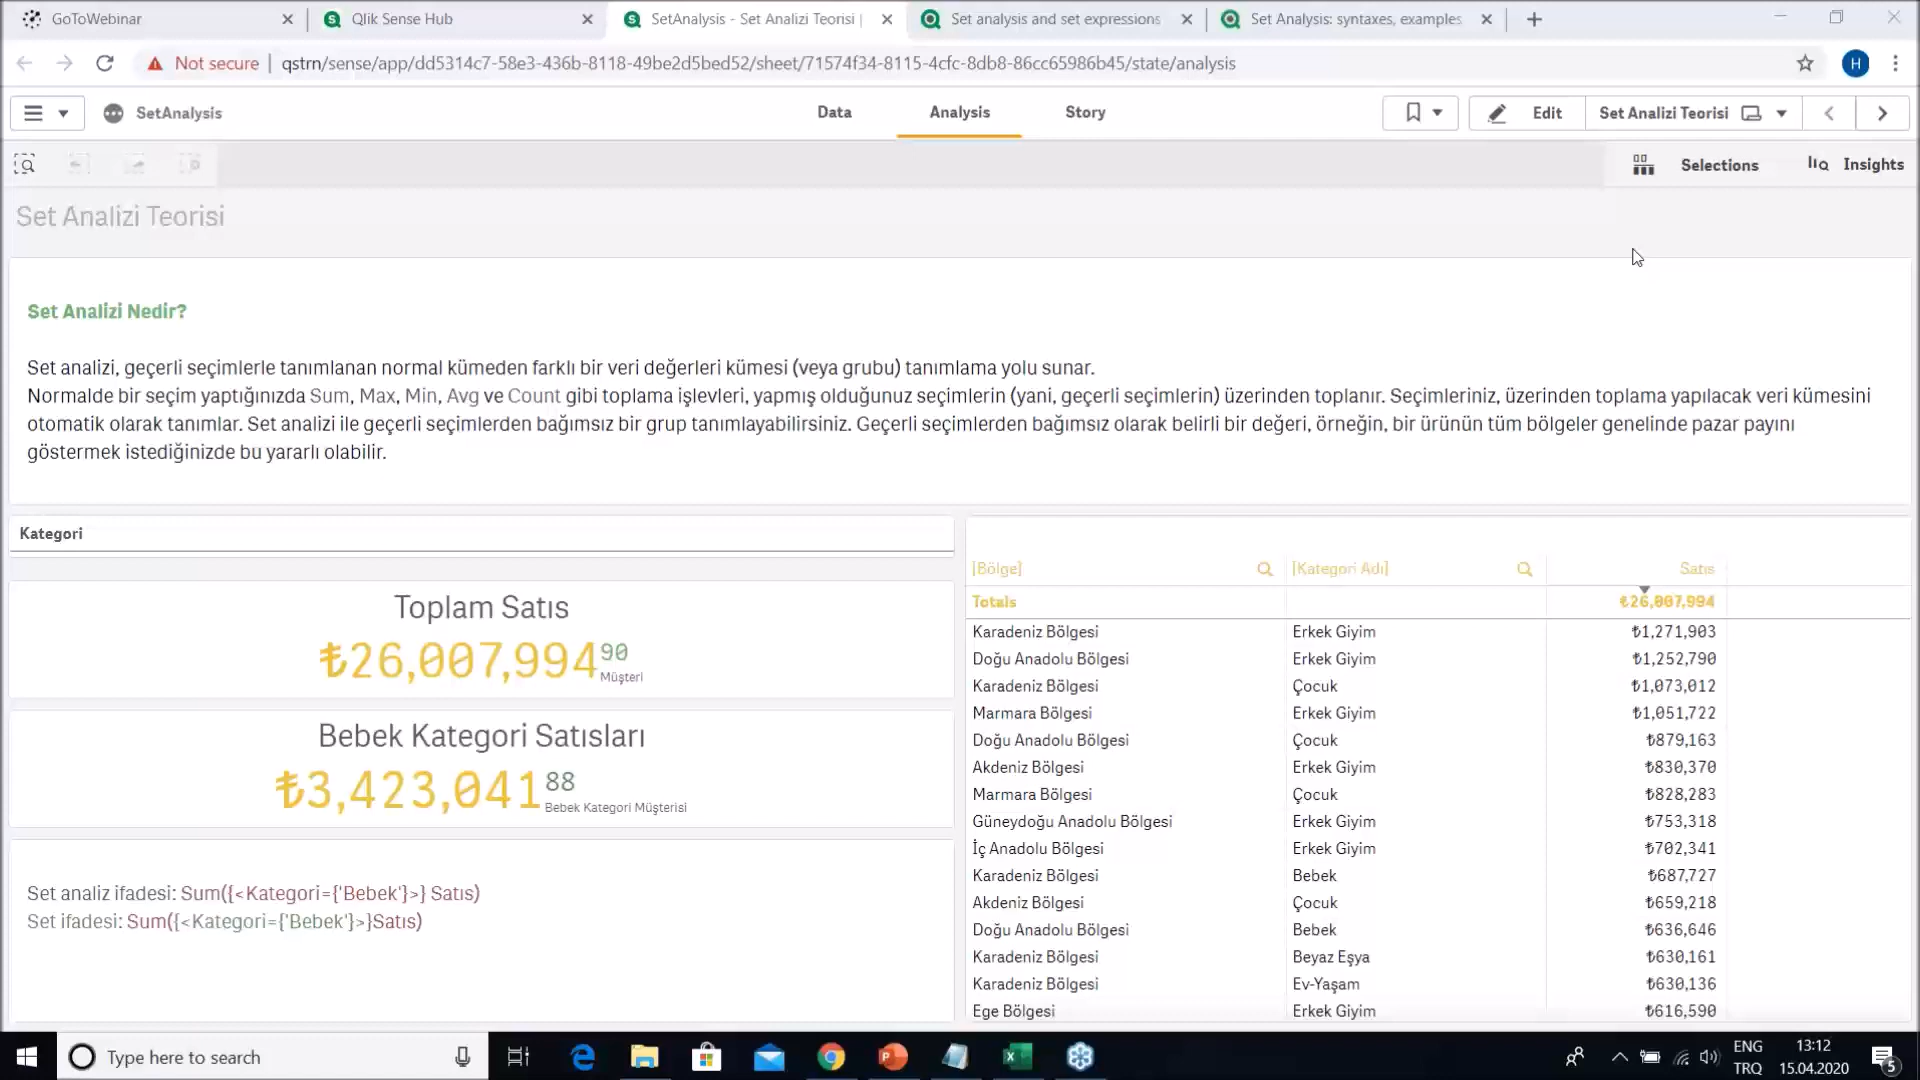 GoToWebinar
Qlik Sense Hub
SetAnalysis - Set Analizi Teorisi |
Set analysis and set expressions
Set Analysis: syntaxes, examples
Not secure
qstrn/sense/app/dd5314c7-58e3-436b-8118-49be2d5bed52/sheet/71574f34-8115-4cfc-8db8-86cc65986b45/state/analysis
H
SetAnalysis
Data
Analysis
Story
Edit
Set Analizi Teorisi
Selections
Insights
Set Analizi Teorisi
Set Analizi Nedir?
Set analizi, geçerli seçimlerle tanımlanan normal kümeden farklı bir veri değerleri kümesi (veya grubu) tanımlama yolu sunar.
Normalde bir seçim yaptığınızda Sum, Max, Min, Avg ve Count gibi toplama işlevleri, yapmış olduğunuz seçimlerin (yani, geçerli seçimlerin) üzerinden toplanır. Seçimleriniz, üzerinden toplama yapılacak veri kümesini
otomatik olarak tanımlar. Set analizi ile geçerli seçimlerden bağımsız bir grup tanımlayabilirsiniz. Geçerli seçimlerden bağımsız olarak belirli bir değeri, örneğin, bir ürünün tüm bölgeler genelinde pazar payını
göstermek istediğinizde bu yararlı olabilir.
Kategori
Toplam Satıs
₺26,007,994 90 Müşteri
Bebek Kategori Satısları
₺3,423,041 88 Bebek Kategori Müşterisi
Set analiz ifadesi: Sum({<Kategori={'Bebek'}>} Satıs)
Set ifadesi: Sum({<Kategori={'Bebek'}>}Satıs)
[Bölge] [Kategori Adı] Satıs
Totals ₺26,007,994
Karadeniz Bölgesi Erkek Giyim ₺1,271,903
Doğu Anadolu Bölgesi Erkek Giyim ₺1,252,790
Karadeniz Bölgesi Çocuk ₺1,073,012
Marmara Bölgesi Erkek Giyim ₺1,051,722
Doğu Anadolu Bölgesi Çocuk ₺879,163
Akdeniz Bölgesi Erkek Giyim ₺830,370
Marmara Bölgesi Çocuk ₺828,283
Güneydoğu Anadolu Bölgesi Erkek Giyim ₺753,318
İç Anadolu Bölgesi Erkek Giyim ₺702,341
Karadeniz Bölgesi Bebek ₺687,727
Akdeniz Bölgesi Çocuk ₺659,218
Doğu Anadolu Bölgesi Bebek ₺636,646
Karadeniz Bölgesi Beyaz Eşya ₺630,161
Karadeniz Bölgesi Ev-Yaşam ₺630,136
Ege Bölgesi Erkek Giyim ₺616,590
Type here to search
ENG
TRQ
13:12
15.04.2020
5